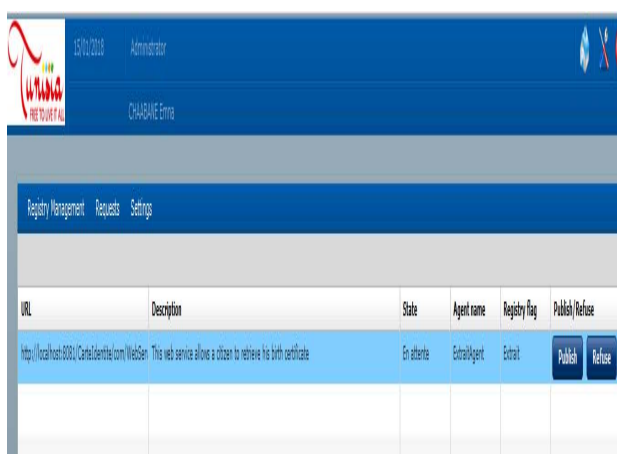 15/01/2018 Administrator
Tunisia
FREE TO LIVE IT ALL
CHAABANE Emna
Registry Management Requests Settings
URL Description State Agent name Registry flag Publish/Refuse
http://localhost:8081/CarteIdentite/com/WebSer This web service allows a citizen to retrieve his birth certificate En attente ExtraitAgent Extrait Publish Refuse